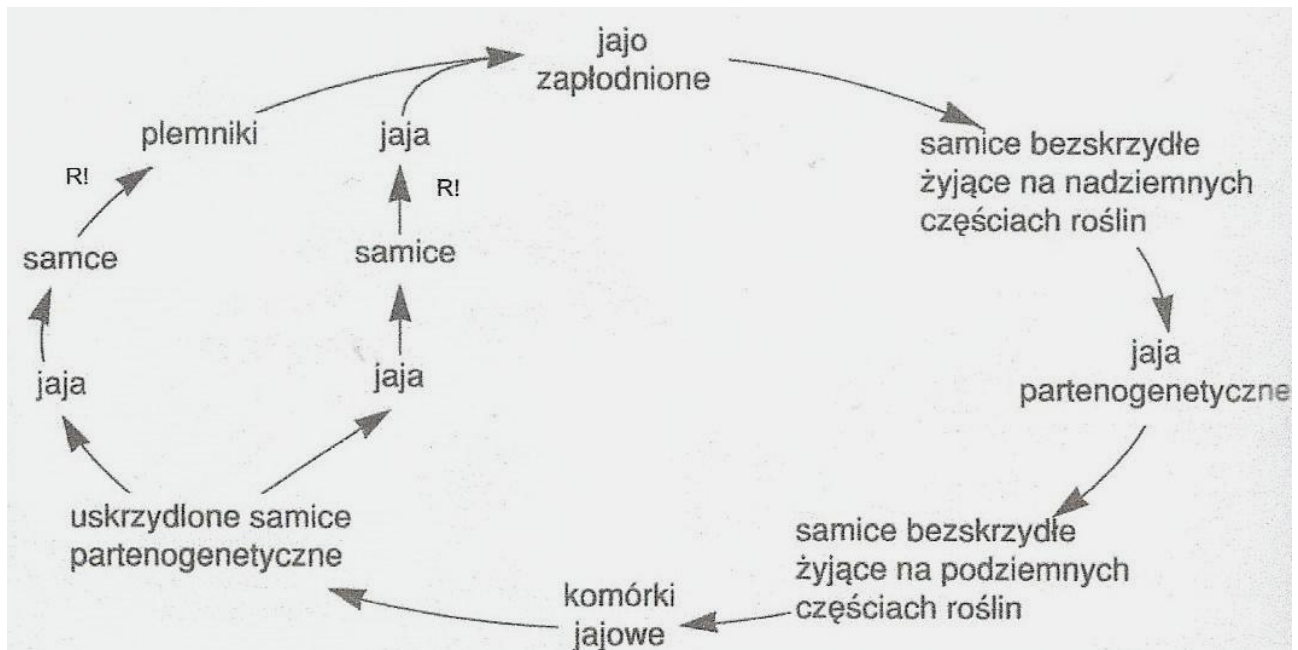 jajo
zapłodnione
plemniki
jaja
R!
R!
samce
samice
jaja
jaja
uskrzydlone samice
partenogenetyczne
komórki
jajowe
samice bezskrzydłe
żyjące na nadziemnych
częściach roślin
jaja
partenogenetyczne
samice bezskrzydłe
żyjące na podziemnych
częściach roślin